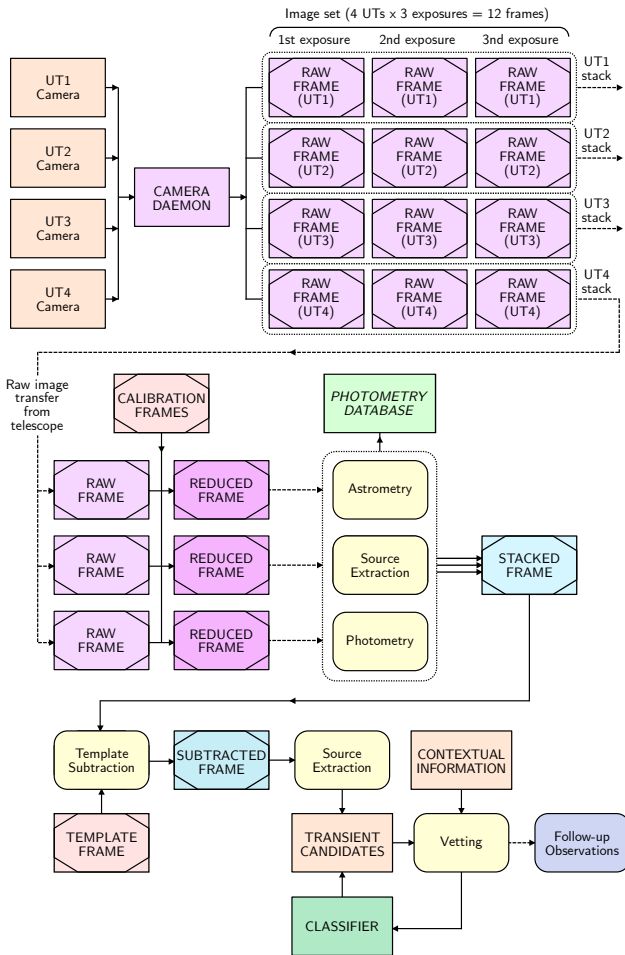 Image set (4 UTs x 3 exposures = 12 frames)
1st exposure
2nd exposure
3rd exposure
UT1
Camera
UT2
Camera
UT3
Camera
UT4
Camera
CAMERA
DAEMON
RAW
FRAME
(UT1)
RAW
FRAME
(UT1)
RAW
FRAME
(UT1)
UT1
stack
RAW
FRAME
(UT2)
RAW
FRAME
(UT2)
RAW
FRAME
(UT2)
UT2
stack
RAW
FRAME
(UT3)
RAW
FRAME
(UT3)
RAW
FRAME
(UT3)
UT3
stack
RAW
FRAME
(UT4)
RAW
FRAME
(UT4)
RAW
FRAME
(UT4)
UT4
stack
Raw image
transfer
from
telescope
CALIBRATION
FRAMES
PHOTOMETRY
DATABASE
RAW
FRAME
REDUCED
FRAME
Astrometry
RAW
FRAME
REDUCED
FRAME
Source
Extraction
STACKED
FRAME
RAW
FRAME
REDUCED
FRAME
Photometry
Template
Subtraction
SUBTRACTED
FRAME
Source
Extraction
CONTEXTUAL
INFORMATION
TEMPLATE
FRAME
TRANSIENT
CANDIDATES
Vetting
Follow-up
Observations
CLASSIFIER